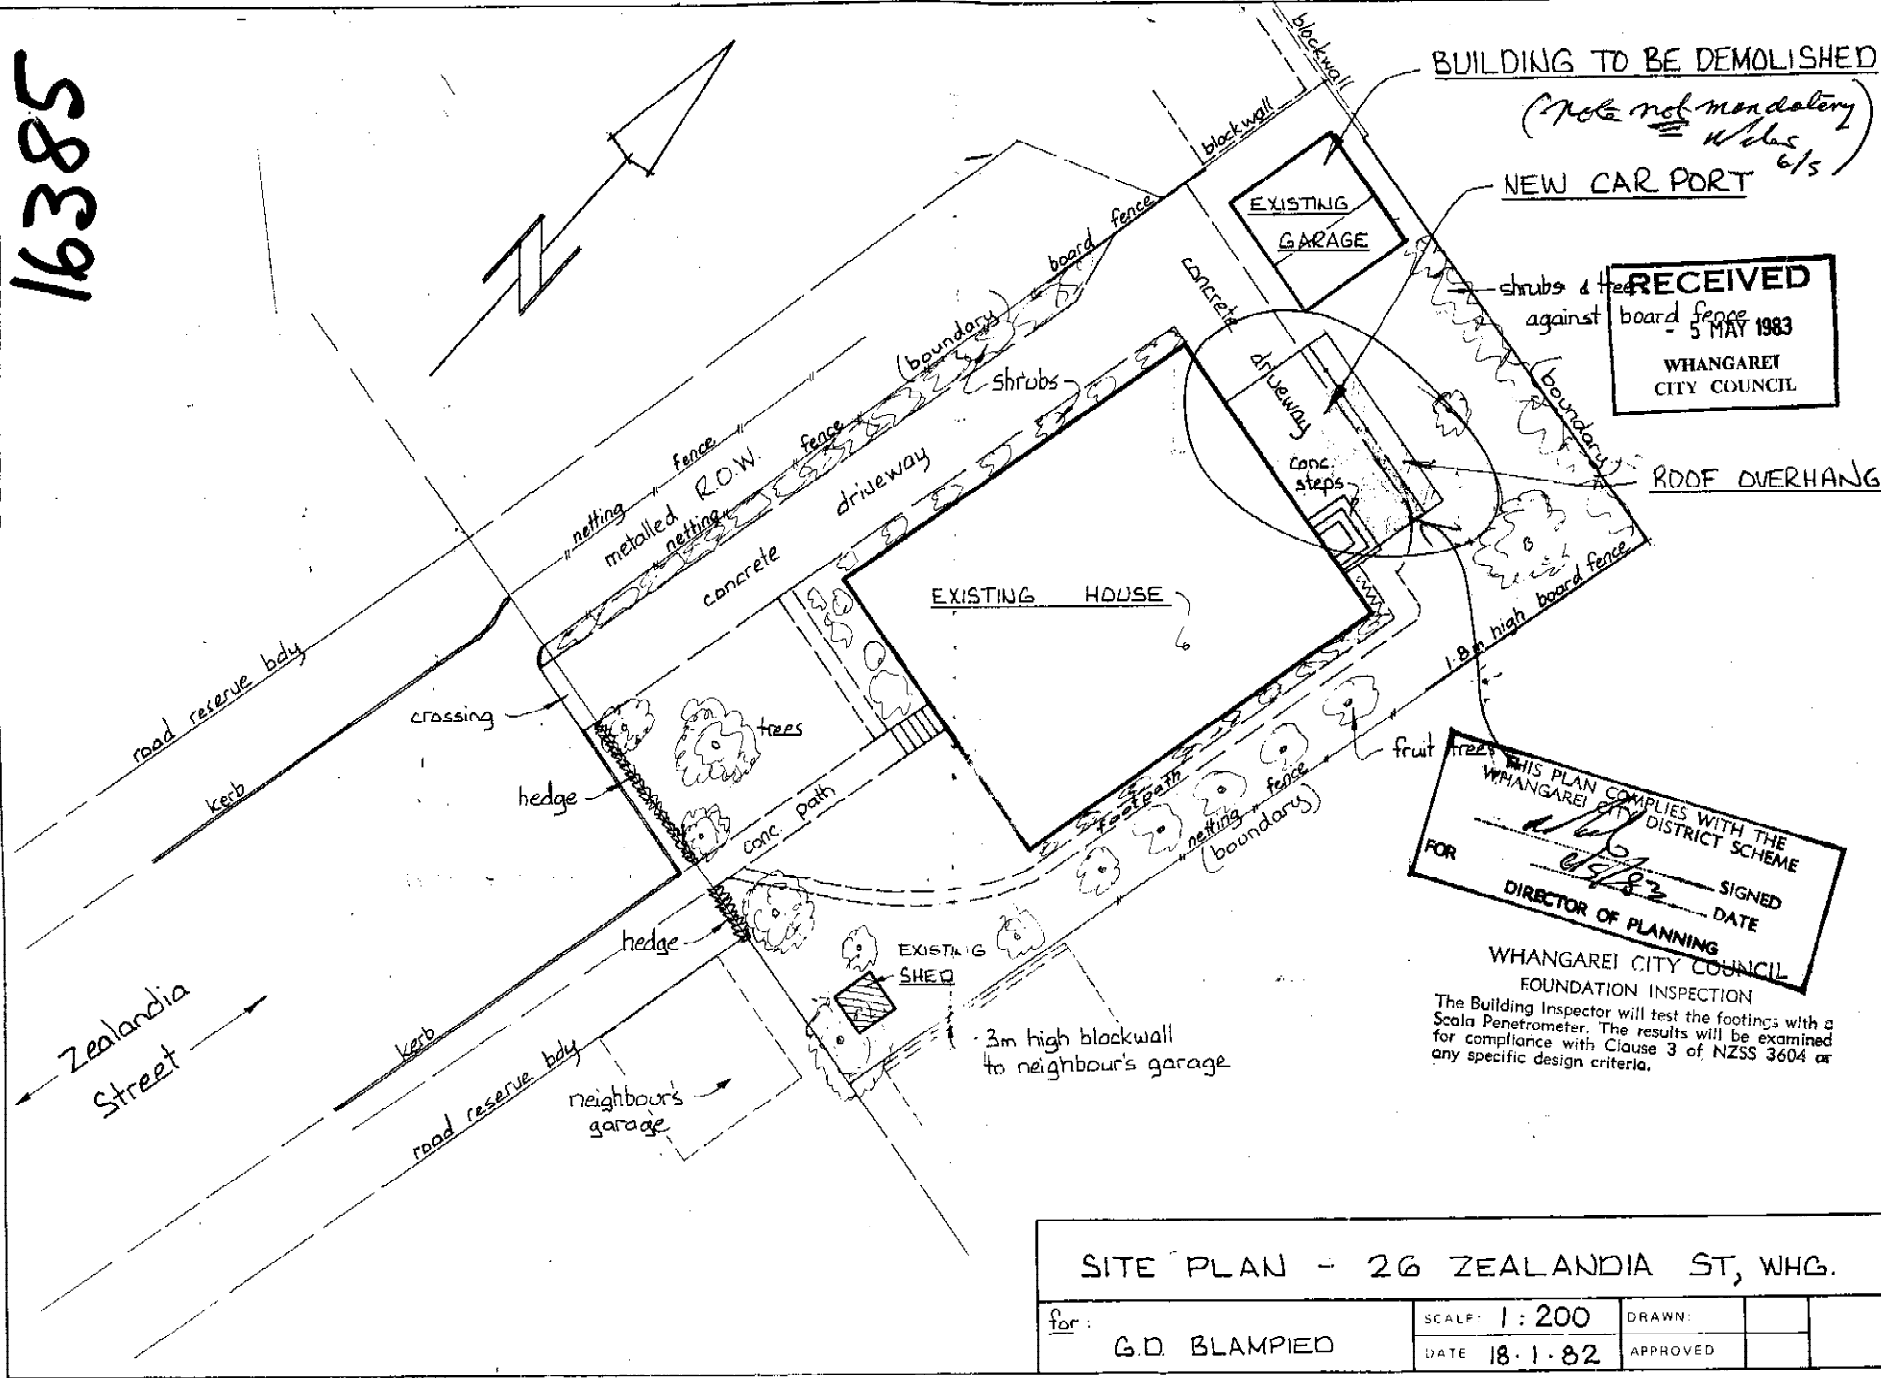 16385
blockwall
BUILDING TO BE DEMOLISHED
(note not mandatory
6/5)
blockwall
NEW CAR PORT
EXISTING
GARAGE
board fence
concrete
driveway
shrubs & trees
against board fence
RECEIVED
- 5 MAY 1983
WHANGAREI
CITY COUNCIL
(boundary)
(boundary)
shrubs
ROOF OVERHANG
conc.
steps
netting fence
metalled R.O.W.
netting fence
concrete driveway
EXISTING HOUSE
1·8m high board fence
road reserve bdy
crossing
trees
kerb
hedge
conc. path
footpath
netting fence
(boundary)
fruit trees
THIS PLAN COMPLIES WITH THE
WHANGAREI CITY DISTRICT SCHEME
SIGNED
FOR
DATE
DIRECTOR OF PLANNING
hedge
EXISTING
SHED
WHANGAREI CITY COUNCIL
FOUNDATION INSPECTION
The Building Inspector will test the footings with a
Scala Penetrometer. The results will be examined
for compliance with Clause 3 of NZSS 3604 or
any specific design criteria.
Zealandia
Street
kerb
road reserve bdy
3m high blockwall
to neighbour's garage
neighbour's
garage
SITE PLAN - 26 ZEALANDIA ST, WHG.
for:
G.D. BLAMPIED
SCALE: 1:200
DRAWN:
DATE 18·1·82
APPROVED